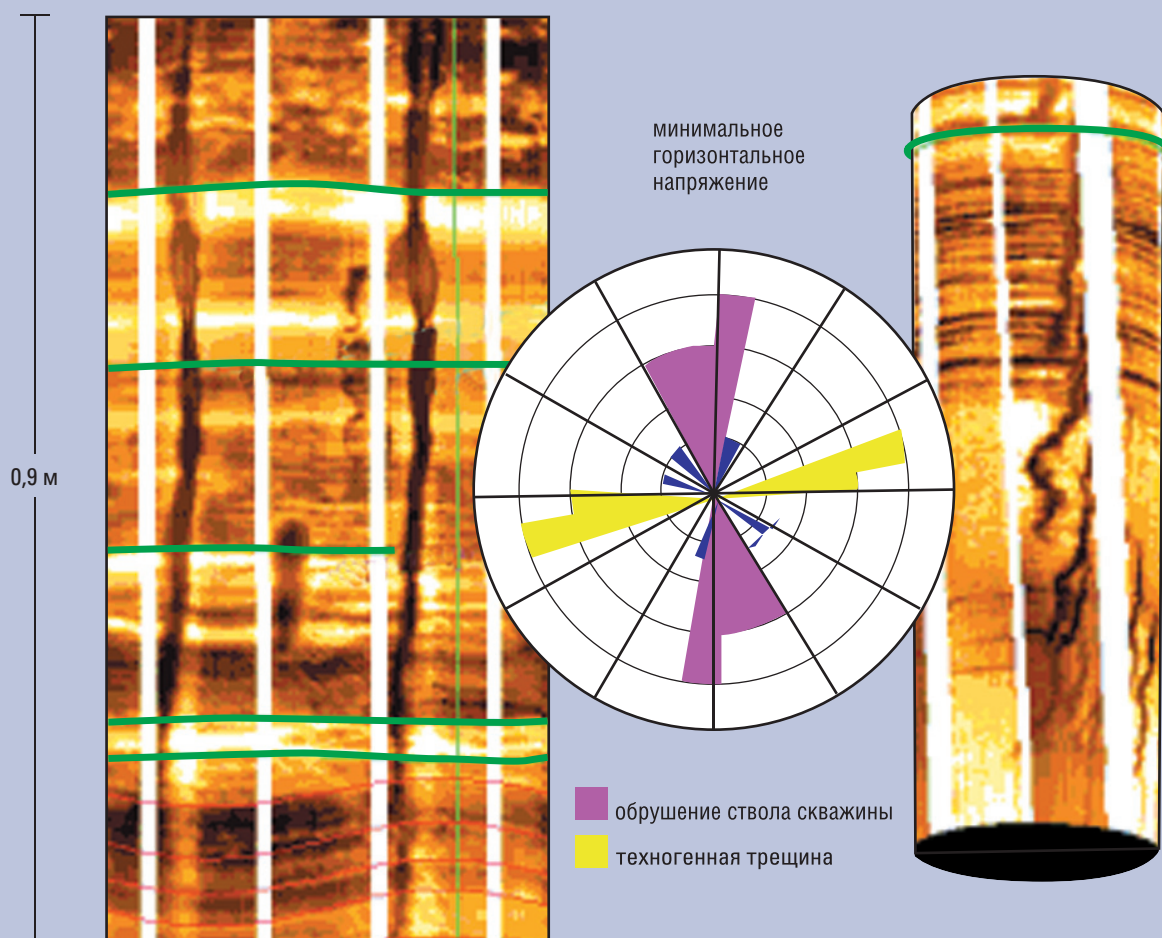 минимальное
горизонтальное
напряжение
0,9 м
обрушение ствола скважины
техногенная трещина